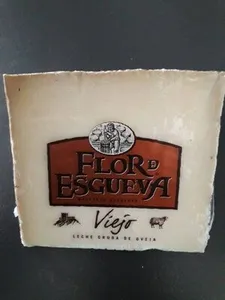 FLOR D
ESGUEVA
Viejo
LECHE CRUDA DE OVEJA